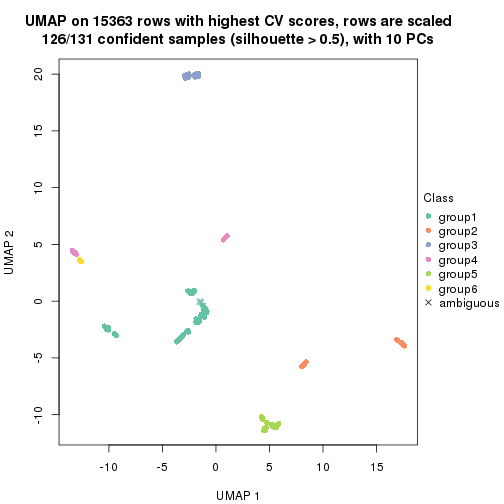 UMAP on 15363 rows with highest CV scores, rows are scaled
126/131 confident samples (silhouette > 0.5), with 10 PCs
20
15
10
5
0
-5
-10
UMAP 2
-10
-5
0
5
10
15
UMAP 1
Class
group1
group2
group3
group4
group5
group6
ambiguous